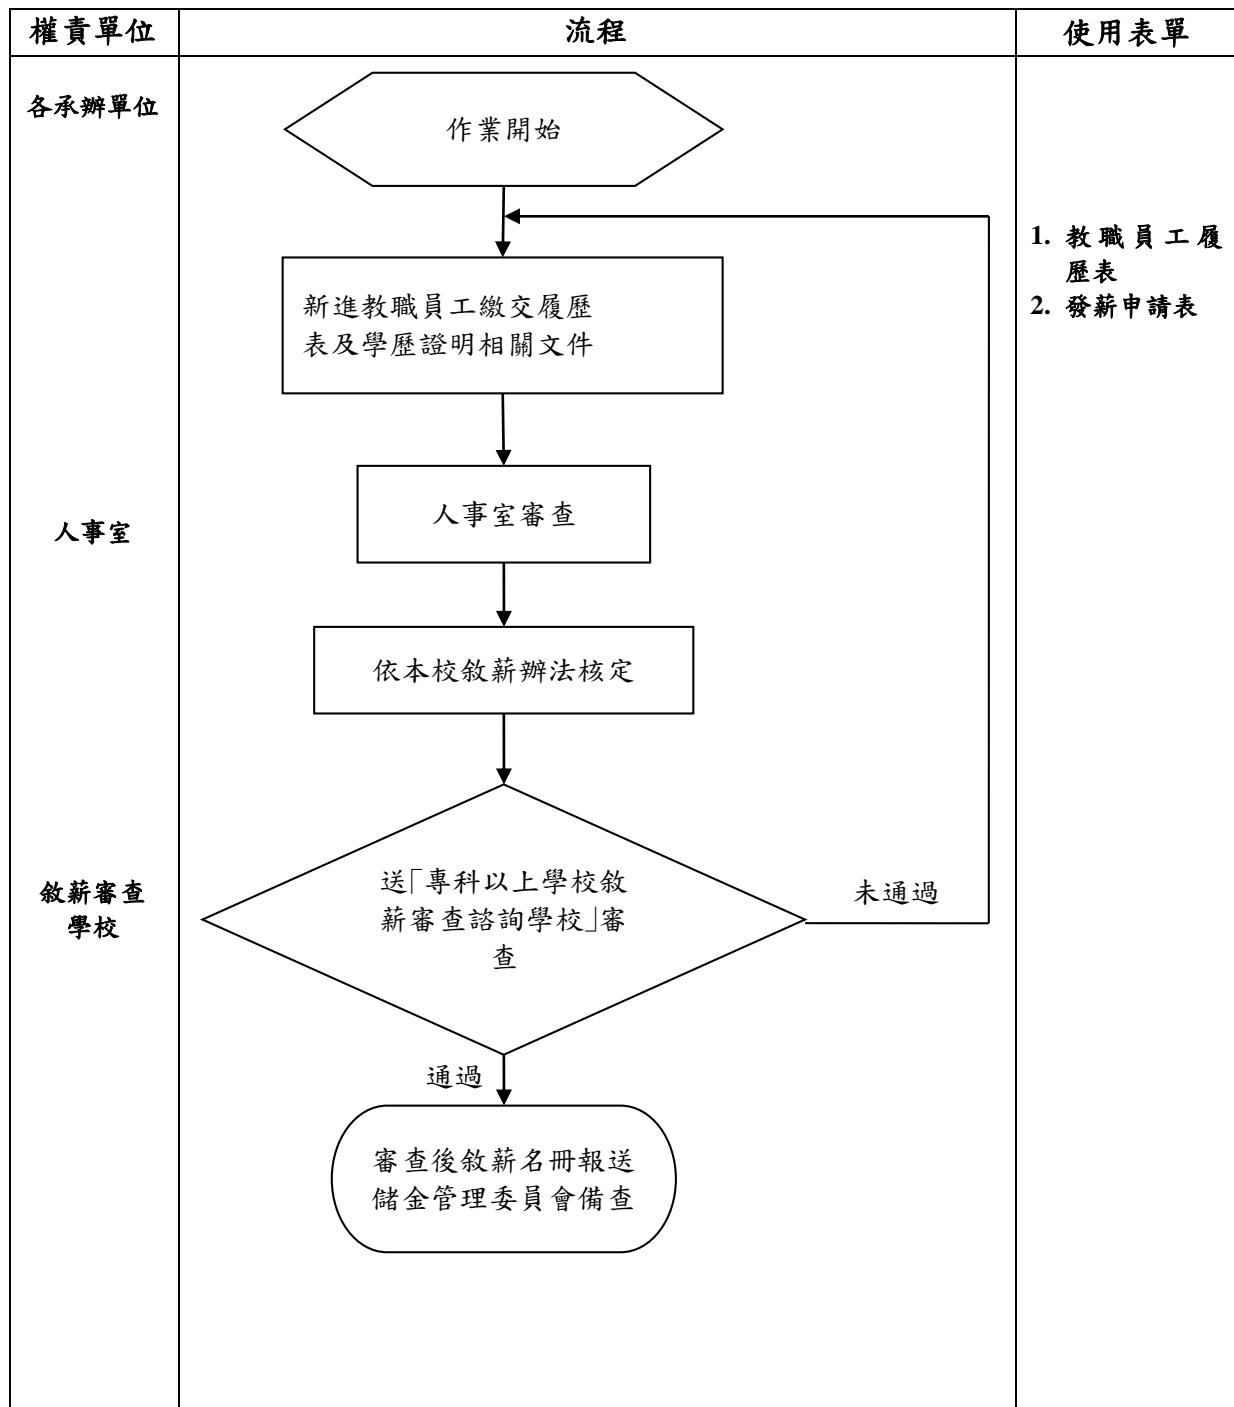 權責單位
流程
使用表單
各承辦單位
作業開始
1. 教職員工履
歷表
2. 發薪申請表
新進教職員工繳交履歷
表及學歷證明相關文件
人事室
人事室審查
依本校敘薪辦法核定
敘薪審查
學校
送「專科以上學校敘
薪審查諮詢學校」審
查
未通過
通過
審查後敘薪名冊報送
儲金管理委員會備查